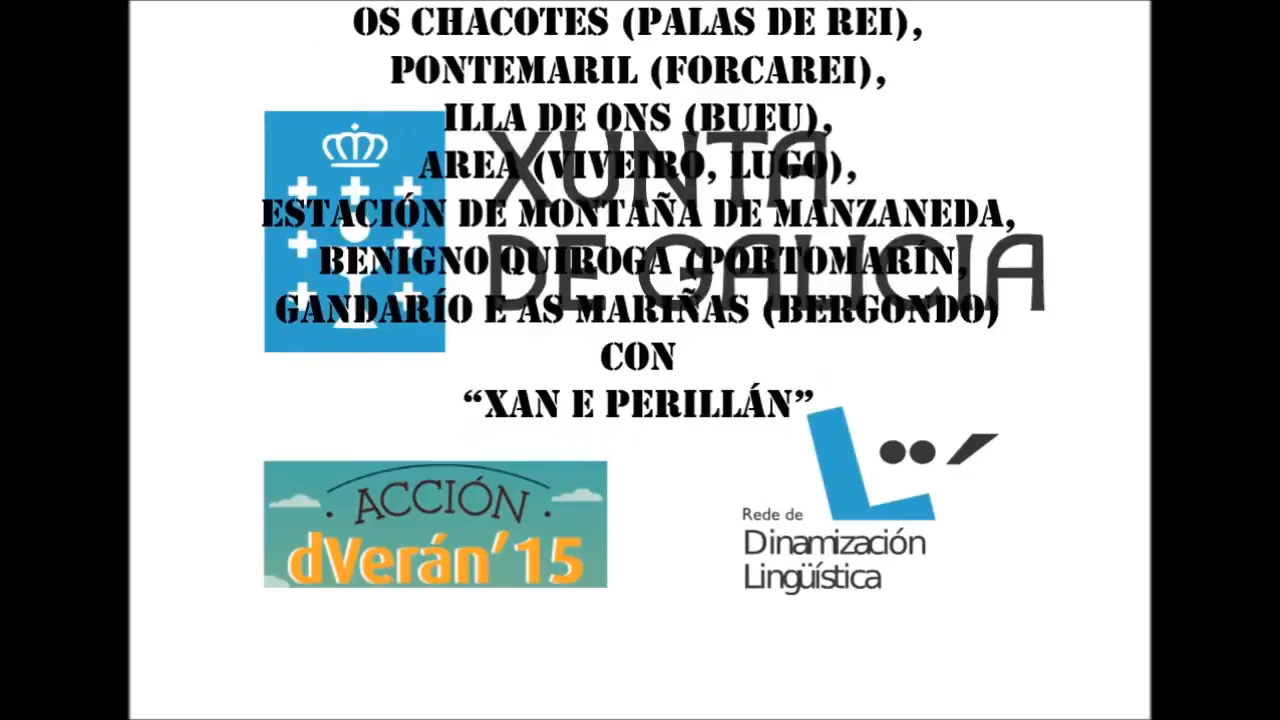 OS CHACOTES (PALAS DE REI),
PONTEMARIL (FORCAREI),
ILLA DE ONS (BUEU),
AREA (VIVEIRO, LUGO),
ESTACIÓN DE MONTAÑA DE MANZANEDA,
BENIGNO QUIROGA (PORTOMARÍN,
GANDARÍO E AS MARIÑAS (BERGONDO)
CON
“XAN E PERILLÁN”
XUNTA
DE GALICIA
· ACCIÓN ·
dVerán’15
Rede de
Dinamización
Lingüística